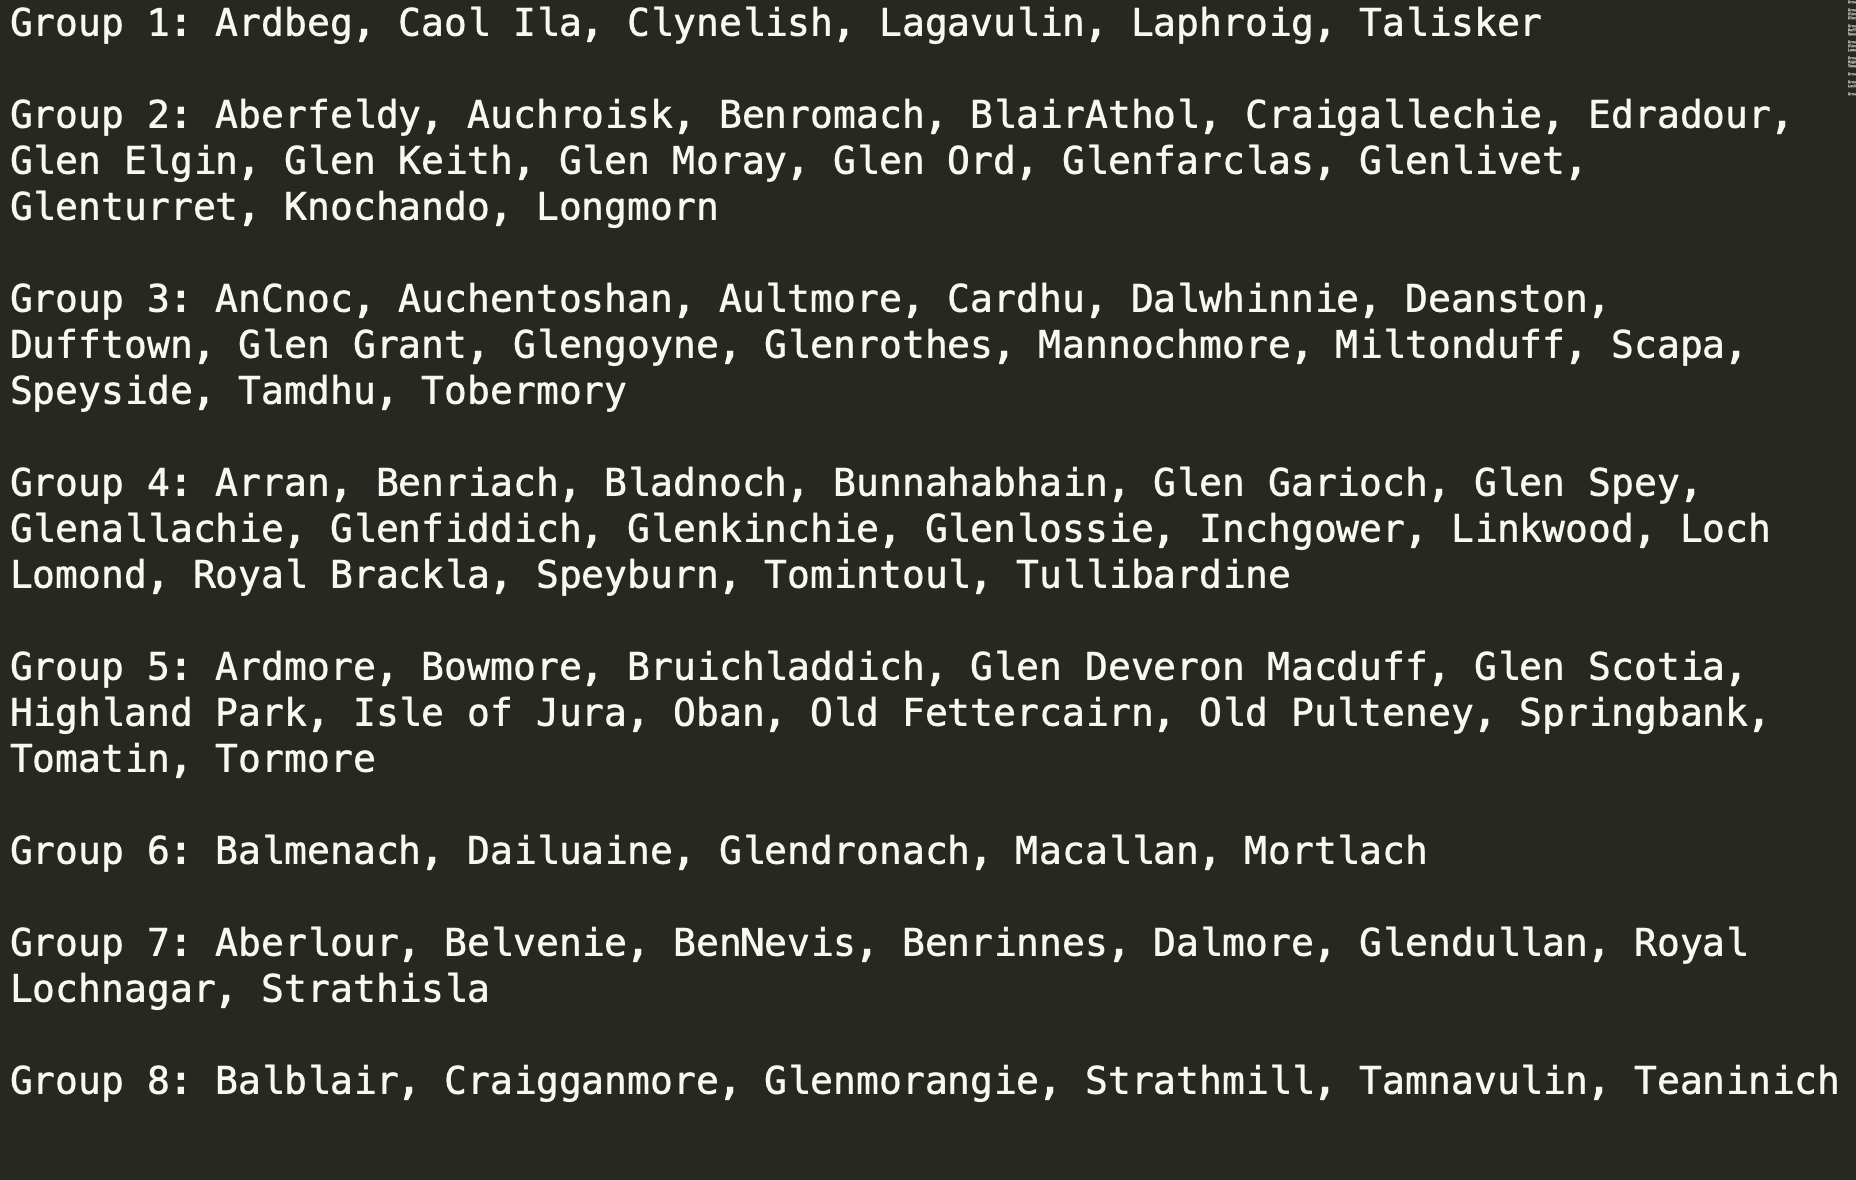 Group 1: Ardbeg, Caol Ila, Clynelish, Lagavulin, Laphroig, Talisker
Group 2: Aberfeldy, Auchroisk, Benromach, BlairAthol, Craigallechie, Edradour,
Glen Elgin, Glen Keith, Glen Moray, Glen Ord, Glenfarclas, Glenlivet,
Glenturret, Knochando, Longmorn
Group 3: AnCnoc, Auchentoshan, Aultmore, Cardhu, Dalwhinnie, Deanston,
Dufftown, Glen Grant, Glengoyne, Glenrothes, Mannochmore, Miltonduff, Scapa,
Speyside, Tamdhu, Tobermory
Group 4: Arran, Benriach, Bladnoch, Bunnahabhain, Glen Garioch, Glen Spey,
Glenallachie, Glenfiddich, Glenkinchie, Glenlossie, Inchgower, Linkwood, Loch
Lomond, Royal Brackla, Speyburn, Tomintoul, Tullibardine
Group 5: Ardmore, Bowmore, Bruichladdich, Glen Deveron Macduff, Glen Scotia,
Highland Park, Isle of Jura, Oban, Old Fettercairn, Old Pulteney, Springbank,
Tomatin, Tormore
Group 6: Balmenach, Dailuaine, Glendronach, Macallan, Mortlach
Group 7: Aberlour, Belvenie, BenNevis, Benrinnes, Dalmore, Glendullan, Royal
Lochnagar, Strathisla
Group 8: Balblair, Craigganmore, Glenmorangie, Strathmill, Tamnavulin, Teaninich